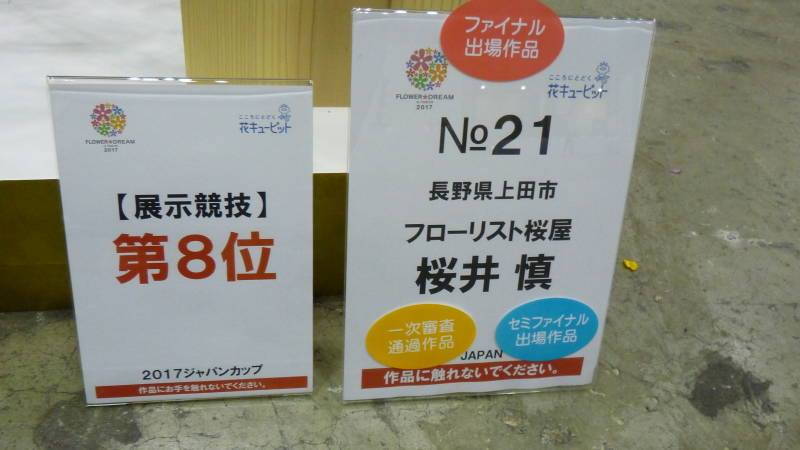 FLOWER★DREAM
2017
こころにとどく
花キューピット
【展示競技】
第8位
2017ジャパンカップ
作品にお手を触れないでください。
ファイナル
出場作品
FLOWER★DREAM
2017
こころにとどく
花キューピット
№21
長野県上田市
フローリスト桜屋
桜井 慎
一次審査
通過作品
セミファイナル
出場作品
JAPAN
作品に触れないでください。